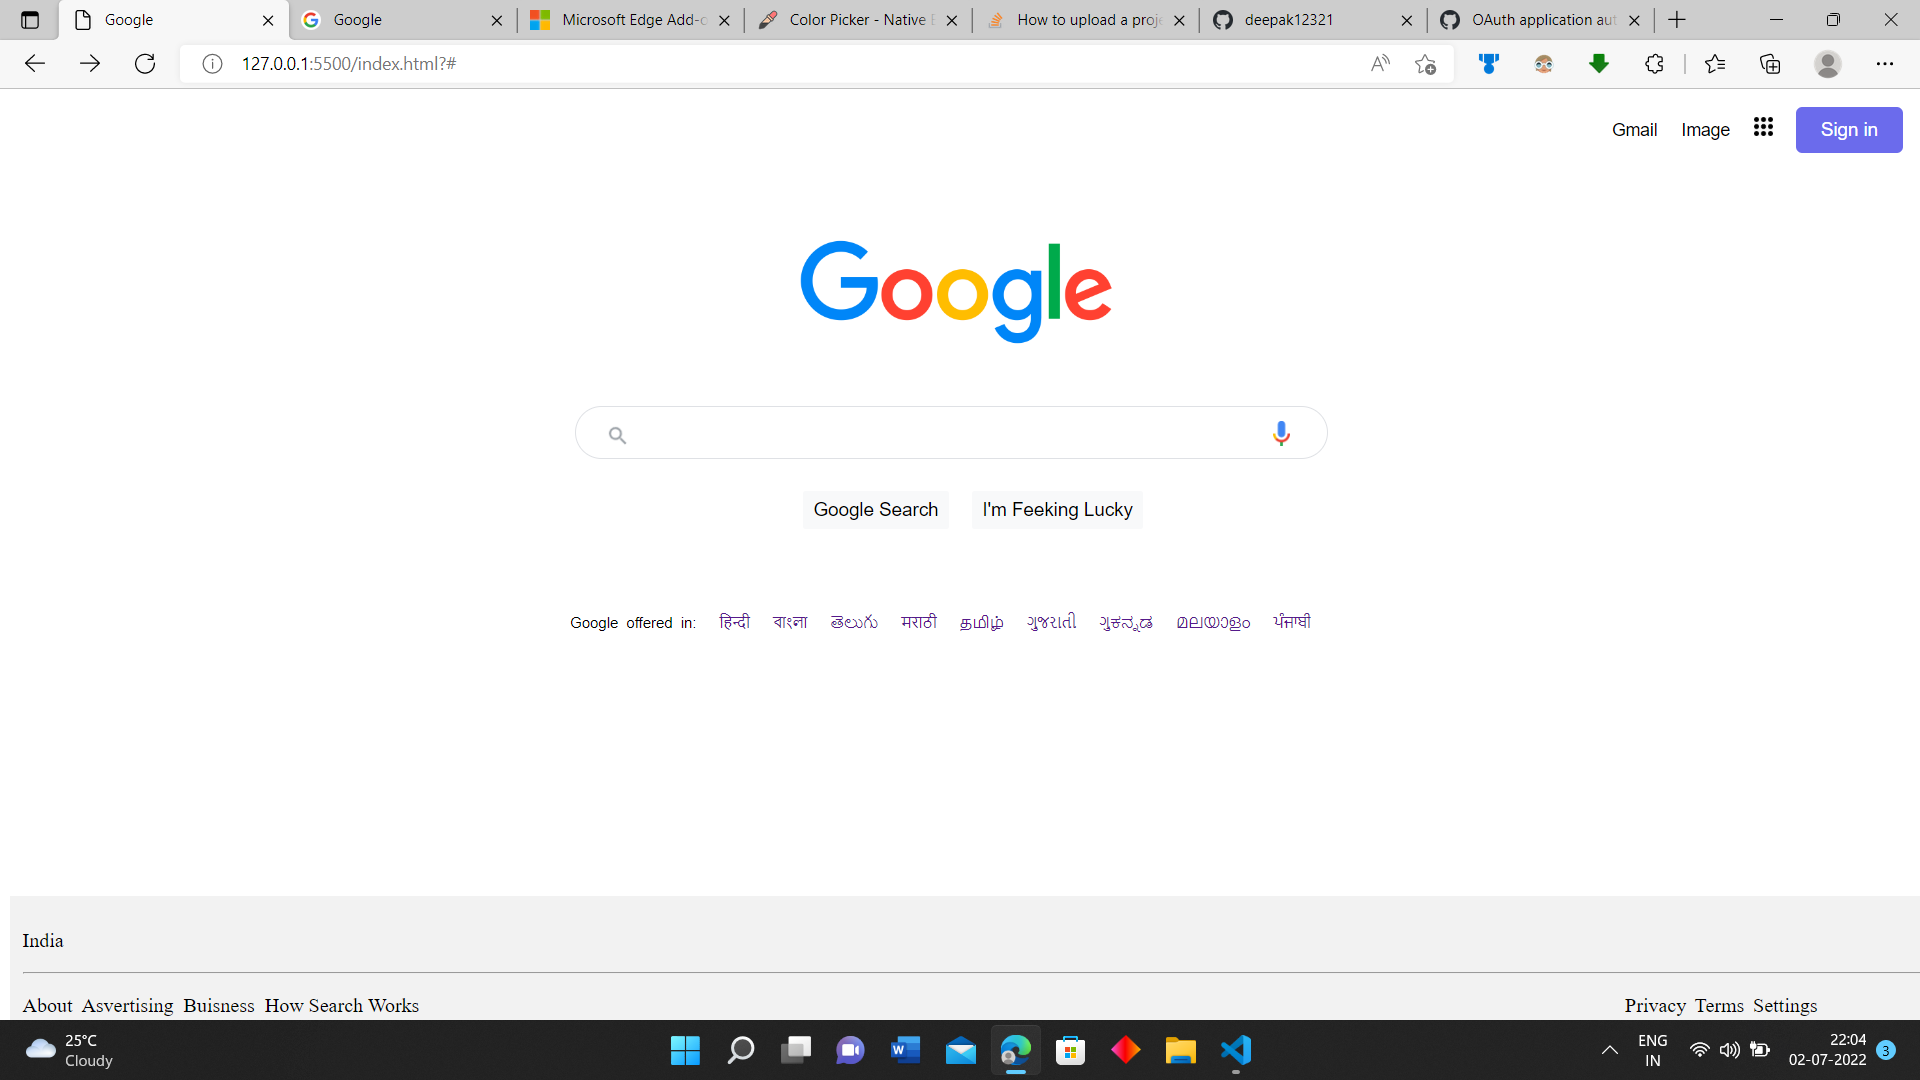 Google Google Microsoft Edge Add-o Color Picker - Native E How to upload a proje deepak12321 OAuth application aut
127.0.0.1:5500/index.html?#
Gmail Image Sign in
Google
Google Search I'm Feeking Lucky
Google offered in: हिन्दी বাংলা తెలుగు मराठी தமிழ் ગુજરાતી ગુಕನ್ನಡ മലയാളം ਪੰਜਾਬੀ
India
About Asvertising Buisness How Search Works Privacy Terms Settings
25°C
Cloudy
ENG
IN
22:04
02-07-2022
3